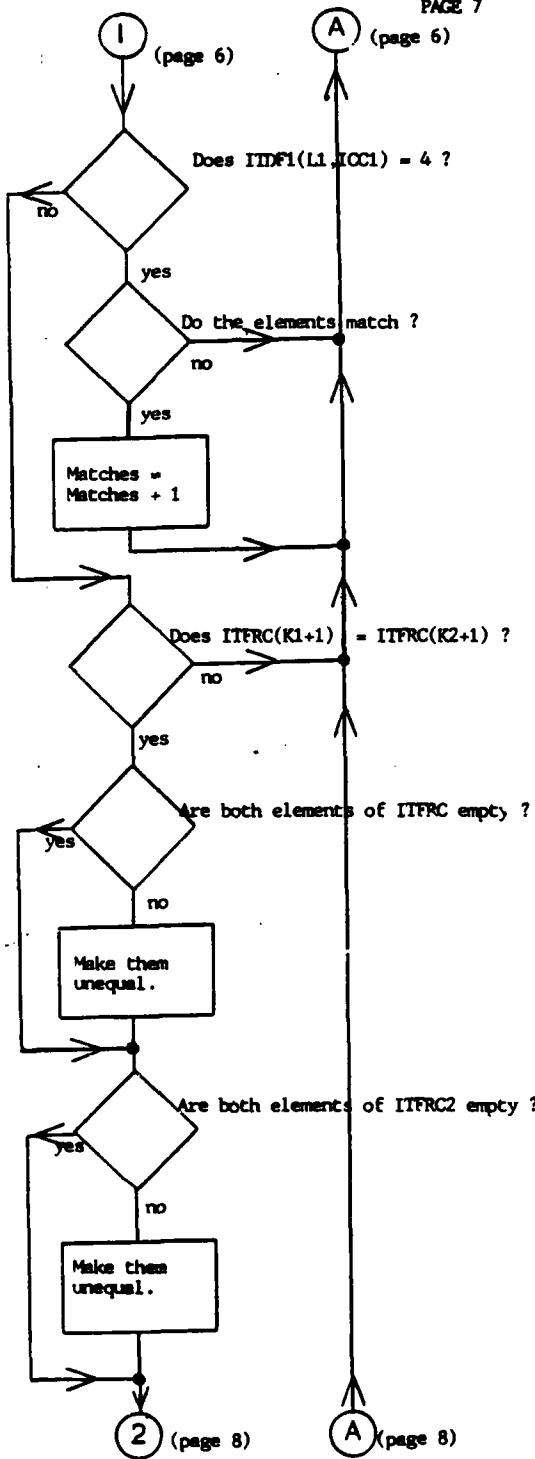 PAGE 7
1 (page 6)
A (page 6)
Does ITDF1(L1,ICC1) = 4 ?
no
yes
Do the elements match ?
no
yes
Matches =
Matches + 1
Does ITFRC(K1+1) = ITFRC(K2+1) ?
no
yes
Are both elements of ITFRC empty ?
yes
no
Make them
unequal.
Are both elements of ITFRC2 empty ?
yes
no
Make them
unequal.
2 (page 8)
A (page 8)